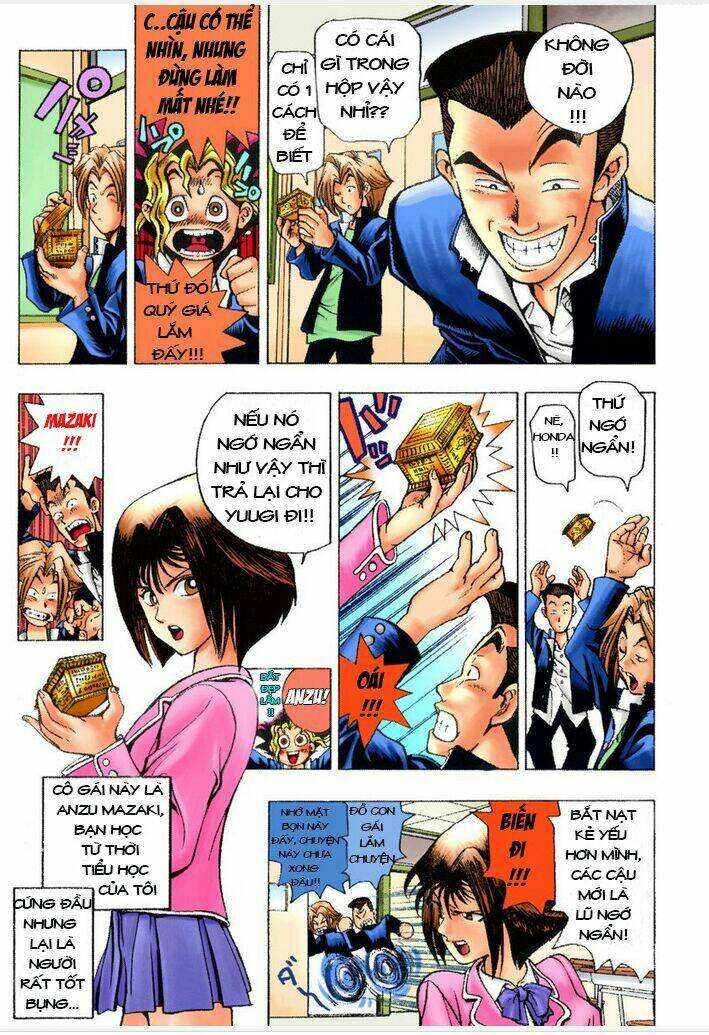 KHÔNG
ĐỜI
NÀO
!!!
CÓ CÁI
GÌ TRONG
HỘP VẬY
NHỈ??
CHỈ
CÓ 1
CÁCH
ĐỂ
BIẾT
C..CẬU CÓ THỂ
NHÌN, NHƯNG
ĐỪNG LÀM
MẤT NHÉ!!
THỨ ĐÓ
QUÝ GIÁ
LẮM
ĐẤY!!!
THỨ
NGỚ
NGẨN!
NÈ,
HONDA
!!
OÁI
!!!
NẾU NÓ
NGỚ NGẨN
NHƯ VẬY THÌ
TRẢ LẠI CHO
YUUGI ĐI!!
MAZAKI
!!!
ANZU!
BẮT
ĐẸP
LẮM
!!
CÔ GÁI NÀY LÀ
ANZU MAZAKI,
BẠN HỌC
TỪ THỜI
TIỂU HỌC
CỦA TÔI
CỨNG ĐẦU
NHƯNG
LẠI LÀ
NGƯỜI
RẤT TỐT
BỤNG...
BẮT NẠT
KẺ YẾU
HƠN MÌNH,
CÁC CẬU
MỚI LÀ
LŨ NGỚ
NGẨN!
BIẾN
ĐI
!!!
ĐỒ CON
GÁI
LẮM
CHUYỆN
NHỚ MẶT
BỌN NÀY
ĐẤY, CHUYỆN
NÀY CHƯA
XONG
ĐÂU!!